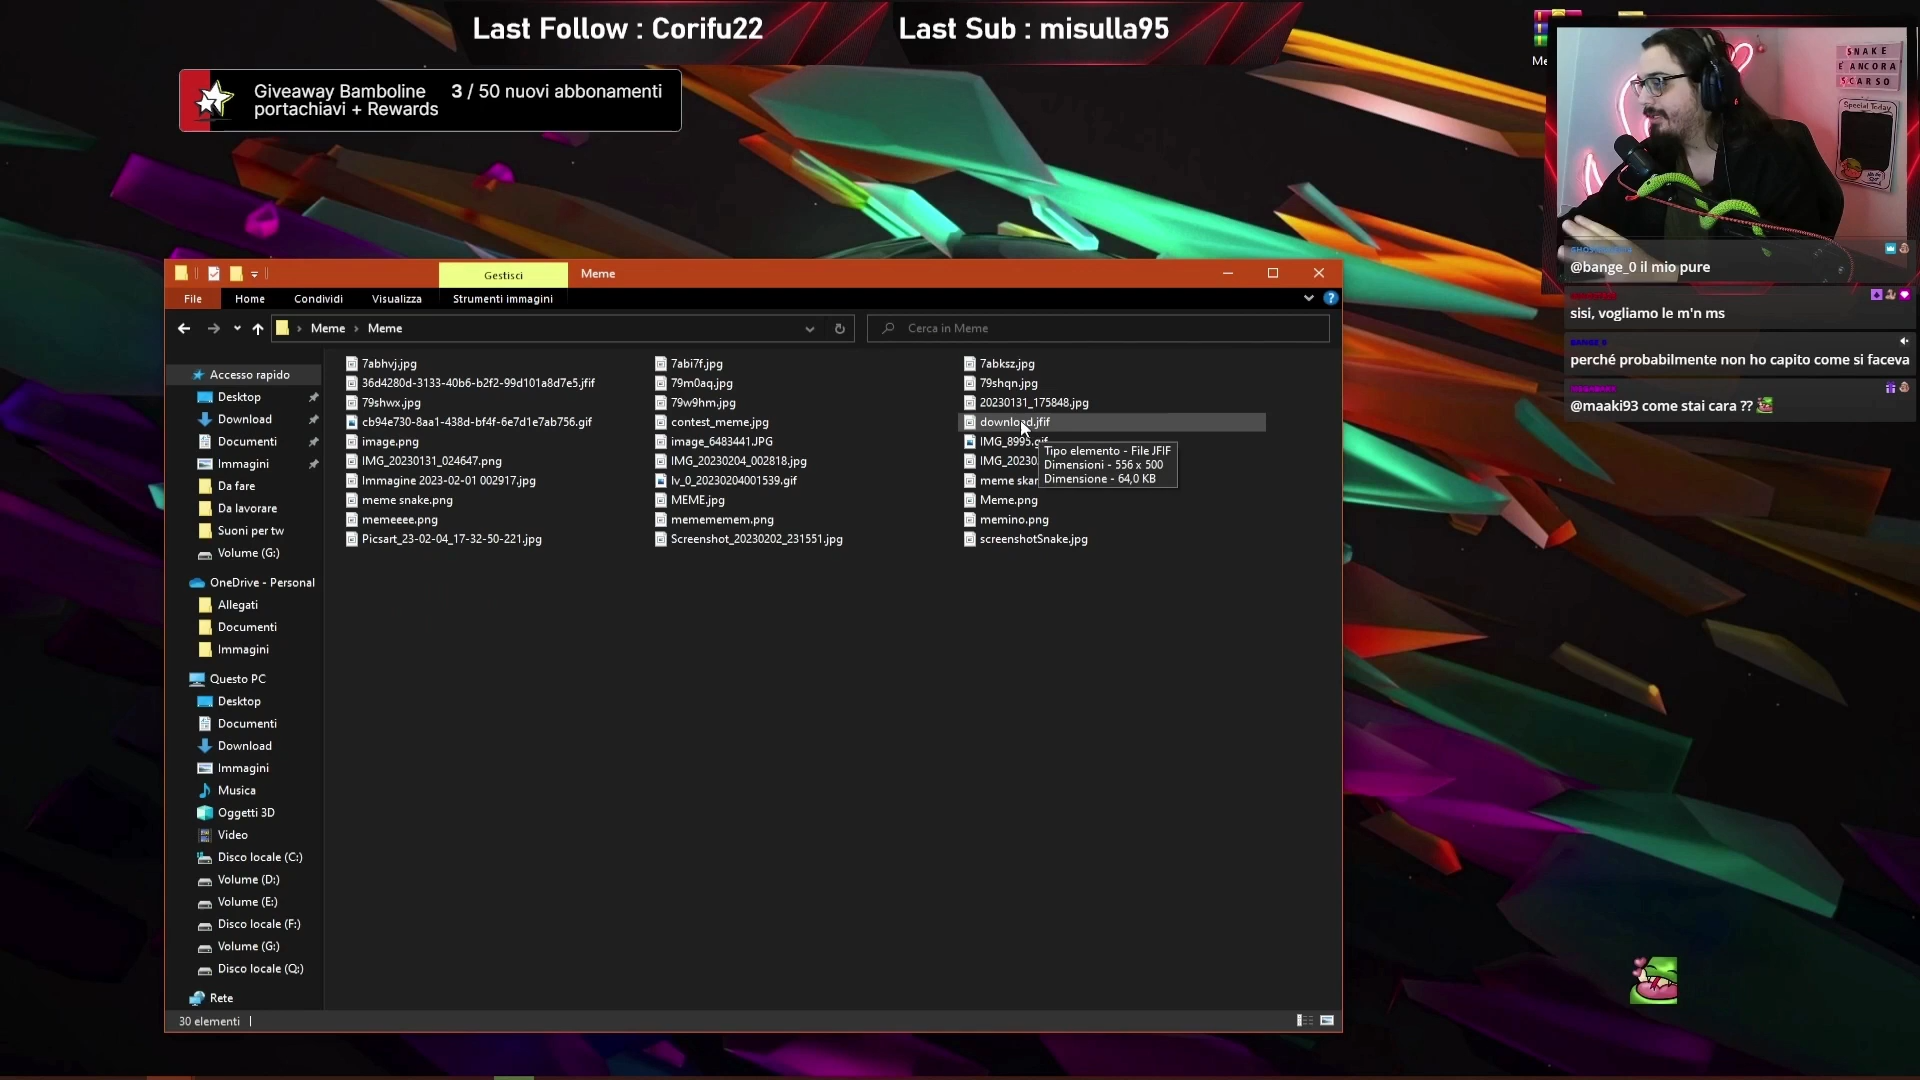 Last Follow : Corifu22
Last Sub : misulla95
Giveaway Bamboline
portachiavi + Rewards
3 / 50 nuovi abbonamenti
SNAKE
E' ANCORA
SCARSO
Special Today
@bange_0 il mio pure
sisi, vogliamo le m'n ms
perché probabilmente non ho capito come si faceva
@maaki93 come stai cara ??
Gestisci
Meme
File
Home
Condividi
Visualizza
Strumenti immagini
Meme
Meme
Cerca in Meme
Accesso rapido
Desktop
Download
Documenti
Immagini
Da fare
Da lavorare
Suoni per tw
Volume (G:)
OneDrive - Personal
Allegati
Documenti
Immagini
Questo PC
Desktop
Documenti
Download
Immagini
Musica
Oggetti 3D
Video
Disco locale (C:)
Volume (D:)
Volume (E:)
Disco locale (F:)
Volume (G:)
Disco locale (Q:)
Rete
7abhvj.jpg
7abi7f.jpg
7abksz.jpg
36d4280d-3133-40b6-b2f2-99d101a8d7e5.jfif
79m0aq.jpg
79shqn.jpg
79shwx.jpg
79w9hm.jpg
20230131_175848.jpg
cb94e730-8aa1-438d-bf4f-6e7d1e7ab756.gif
contest_meme.jpg
download.jfif
image.png
image_6483441.JPG
IMG_8995.gif
IMG_20230131_024647.png
IMG_20230204_002818.jpg
IMG_20230
Immagine 2023-02-01 002917.jpg
lv_0_20230204001539.gif
meme skar
meme snake.png
MEME.jpg
Meme.png
memeeee.png
memememem.png
memino.png
Picsart_23-02-04_17-32-50-221.jpg
Screenshot_20230202_231551.jpg
screenshotSnake.jpg
Tipo elemento - File JFIF
Dimensioni - 556 x 500
Dimensione - 64,0 KB
30 elementi